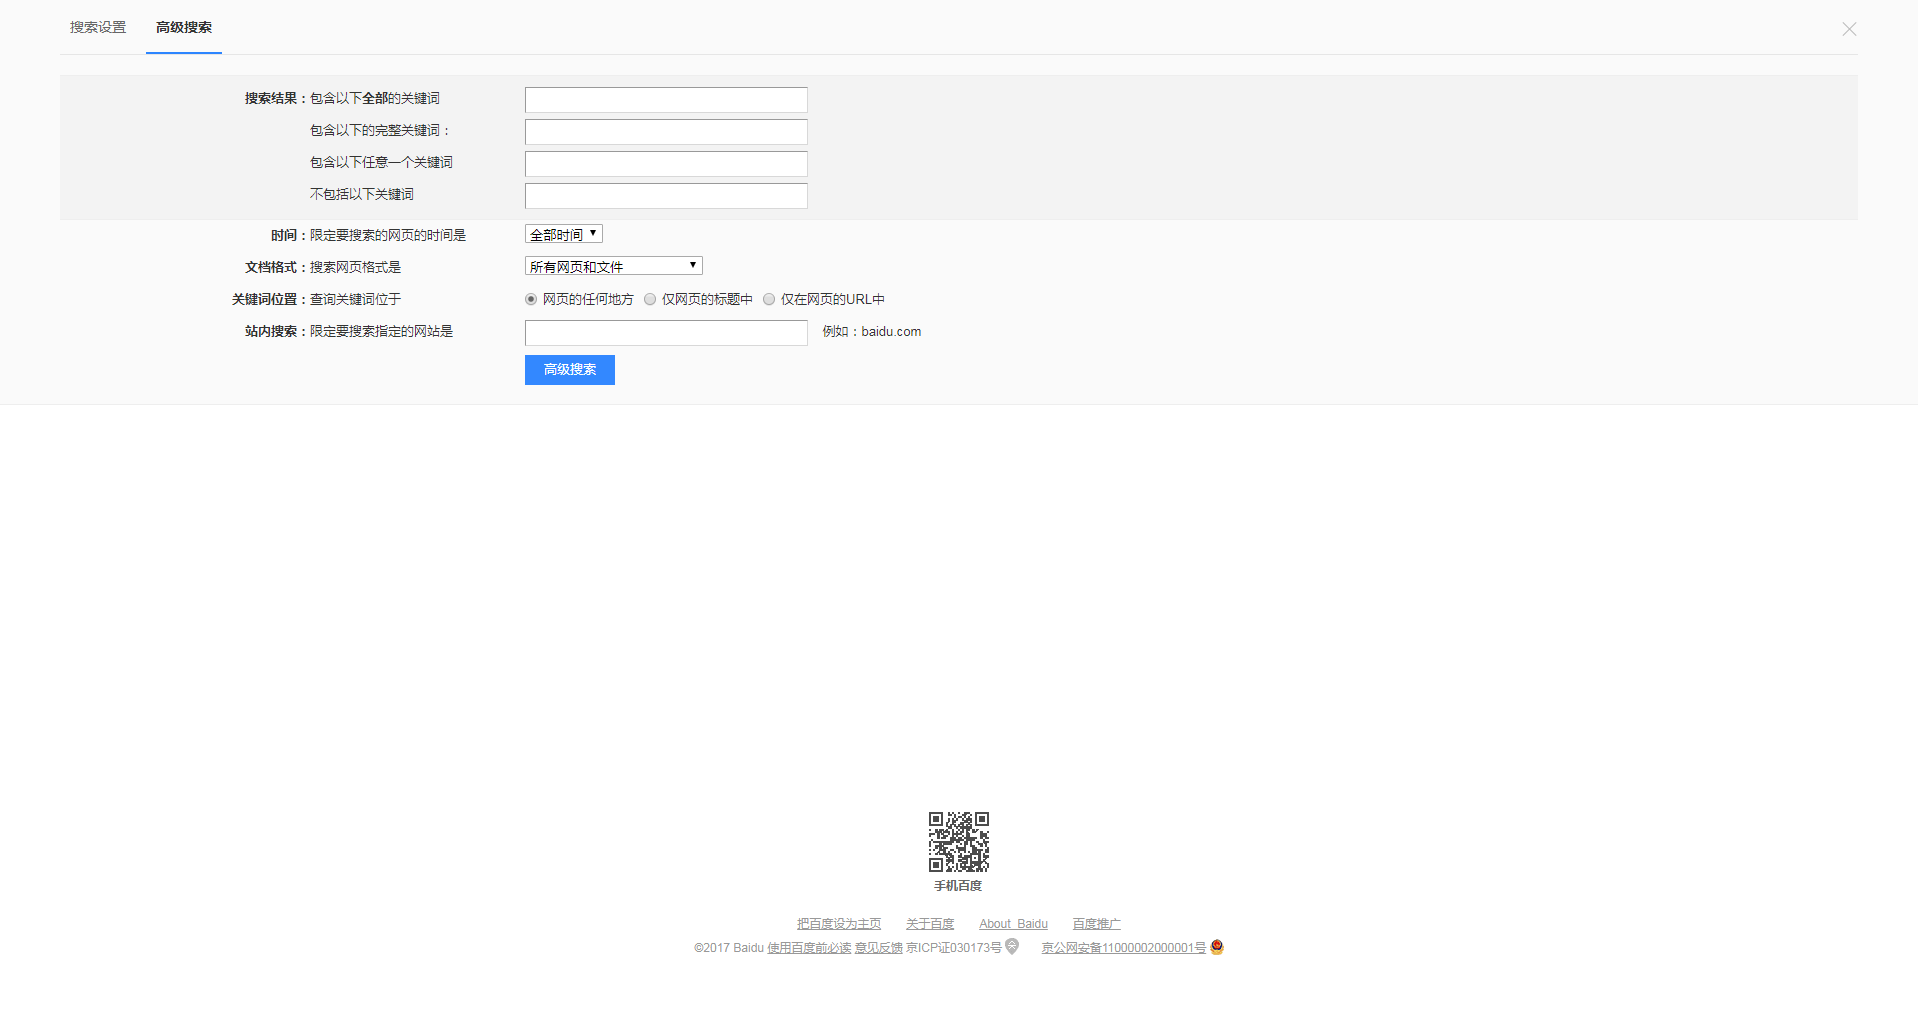 搜索设置 高级搜索
搜索结果：包含以下全部的关键词
包含以下的完整关键词：
包含以下任意一个关键词
不包括以下关键词
时间：限定要搜索的网页的时间是 全部时间
文档格式：搜索网页格式是 所有网页和文件
关键词位置：查询关键词位于 网页的任何地方 仅网页的标题中 仅在网页的URL中
站内搜索：限定要搜索指定的网站是 例如：baidu.com
高级搜索
手机百度
把百度设为主页 关于百度 About Baidu 百度推广
©2017 Baidu 使用百度前必读 意见反馈 京ICP证030173号 京公网安备11000002000001号